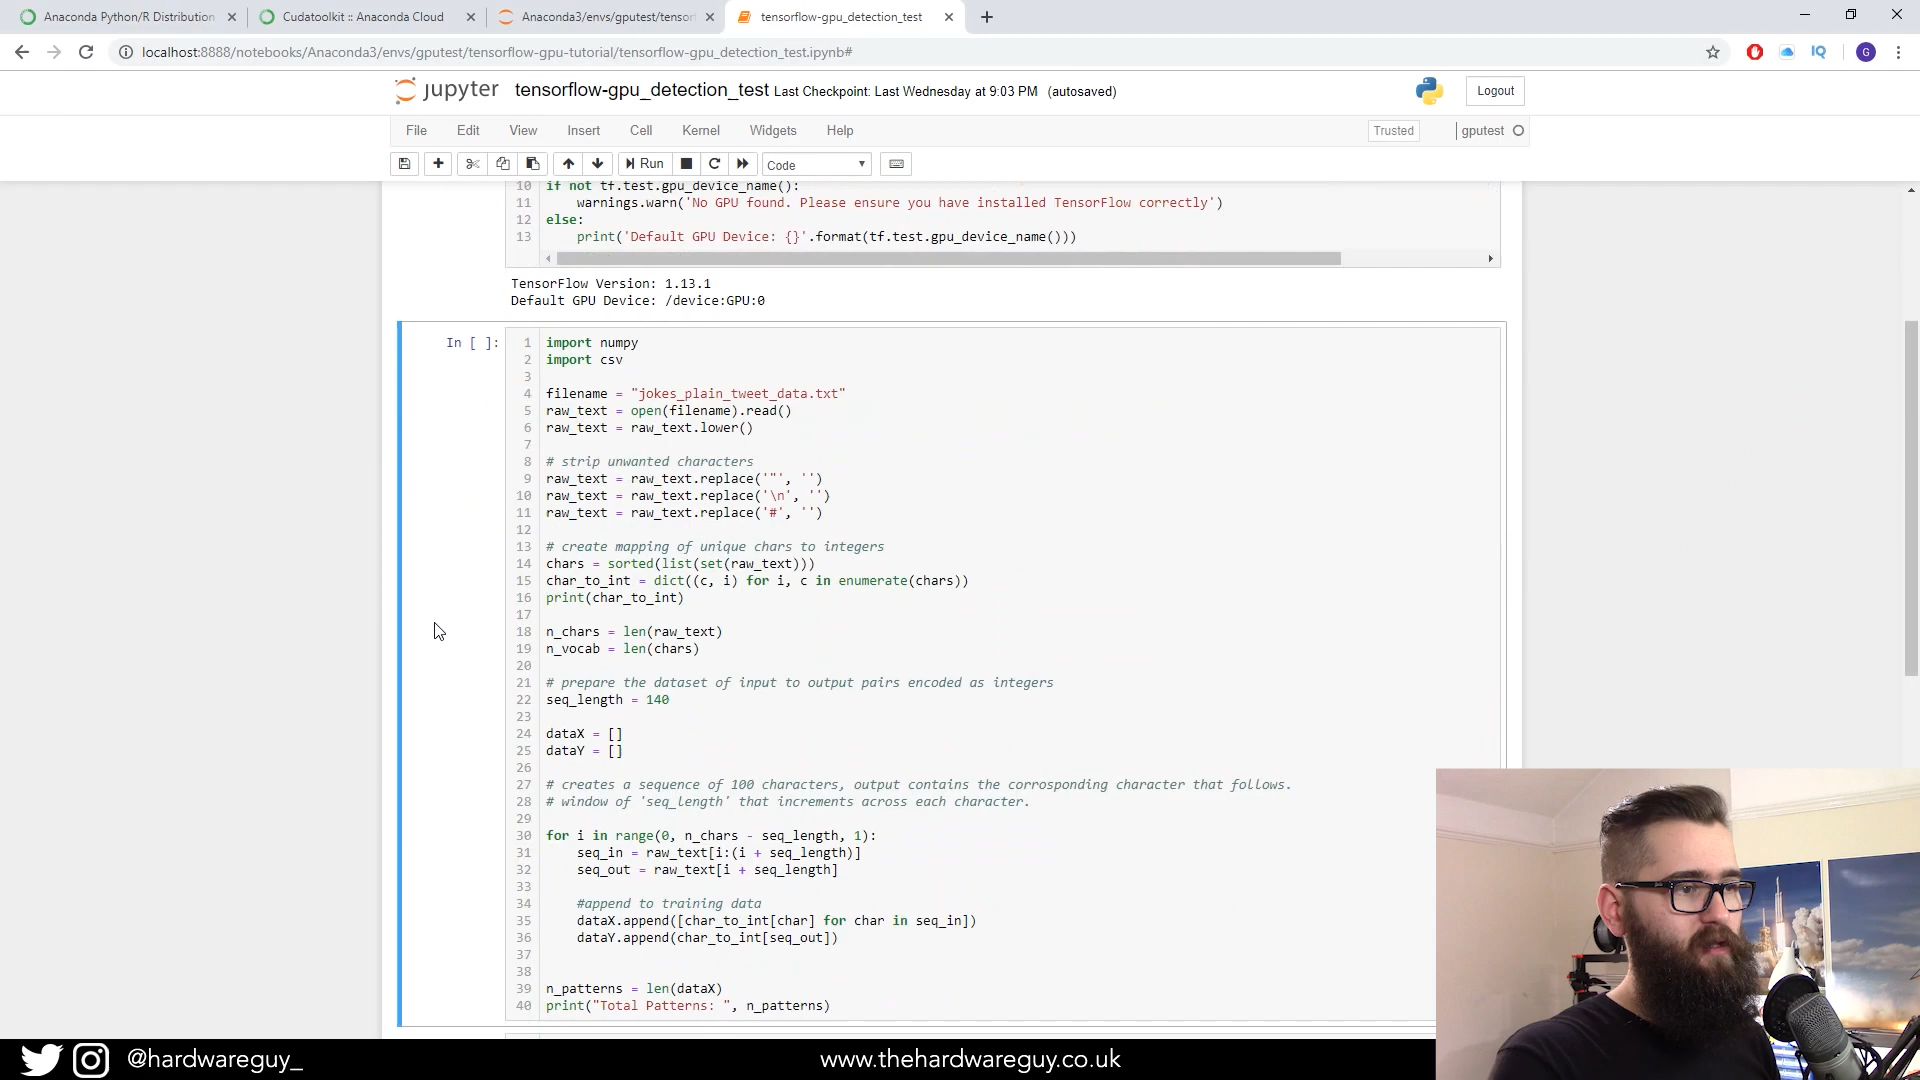 Anaconda Python/R Distribution
Cudatoolkit :: Anaconda Cloud
Anaconda3/envs/gputest/tensorf
tensorflow-gpu_detection_test
localhost:8888/notebooks/Anaconda3/envs/gputest/tensorflow-gpu-tutorial/tensorflow-gpu_detection_test.ipynb#
IQ
G
jupyter tensorflow-gpu_detection_test Last Checkpoint: Last Wednesday at 9:03 PM (autosaved)
Logout
File Edit View Insert Cell Kernel Widgets Help
Trusted
gputest
Run
Code
10 if not tf.test.gpu_device_name():
11     warnings.warn('No GPU found. Please ensure you have installed TensorFlow correctly')
12 else:
13     print('Default GPU Device: {}'.format(tf.test.gpu_device_name()))
TensorFlow Version: 1.13.1
Default GPU Device: /device:GPU:0
In [ ]:
1 import numpy
2 import csv
3
4 filename = "jokes_plain_tweet_data.txt"
5 raw_text = open(filename).read()
6 raw_text = raw_text.lower()
7
8 # strip unwanted characters
9 raw_text = raw_text.replace('"', '')
10 raw_text = raw_text.replace('\n', '')
11 raw_text = raw_text.replace('#', '')
12
13 # create mapping of unique chars to integers
14 chars = sorted(list(set(raw_text)))
15 char_to_int = dict((c, i) for i, c in enumerate(chars))
16 print(char_to_int)
17
18 n_chars = len(raw_text)
19 n_vocab = len(chars)
20
21 # prepare the dataset of input to output pairs encoded as integers
22 seq_length = 140
23
24 dataX = []
25 dataY = []
26
27 # creates a sequence of 100 characters, output contains the corrosponding character that follows.
28 # window of 'seq_length' that increments across each character.
29
30 for i in range(0, n_chars - seq_length, 1):
31     seq_in = raw_text[i:(i + seq_length)]
32     seq_out = raw_text[i + seq_length]
33
34     #append to training data
35     dataX.append([char_to_int[char] for char in seq_in])
36     dataY.append(char_to_int[seq_out])
37
38
39 n_patterns = len(dataX)
40 print("Total Patterns: ", n_patterns)
@hardwareguy_
www.thehardwareguy.co.uk